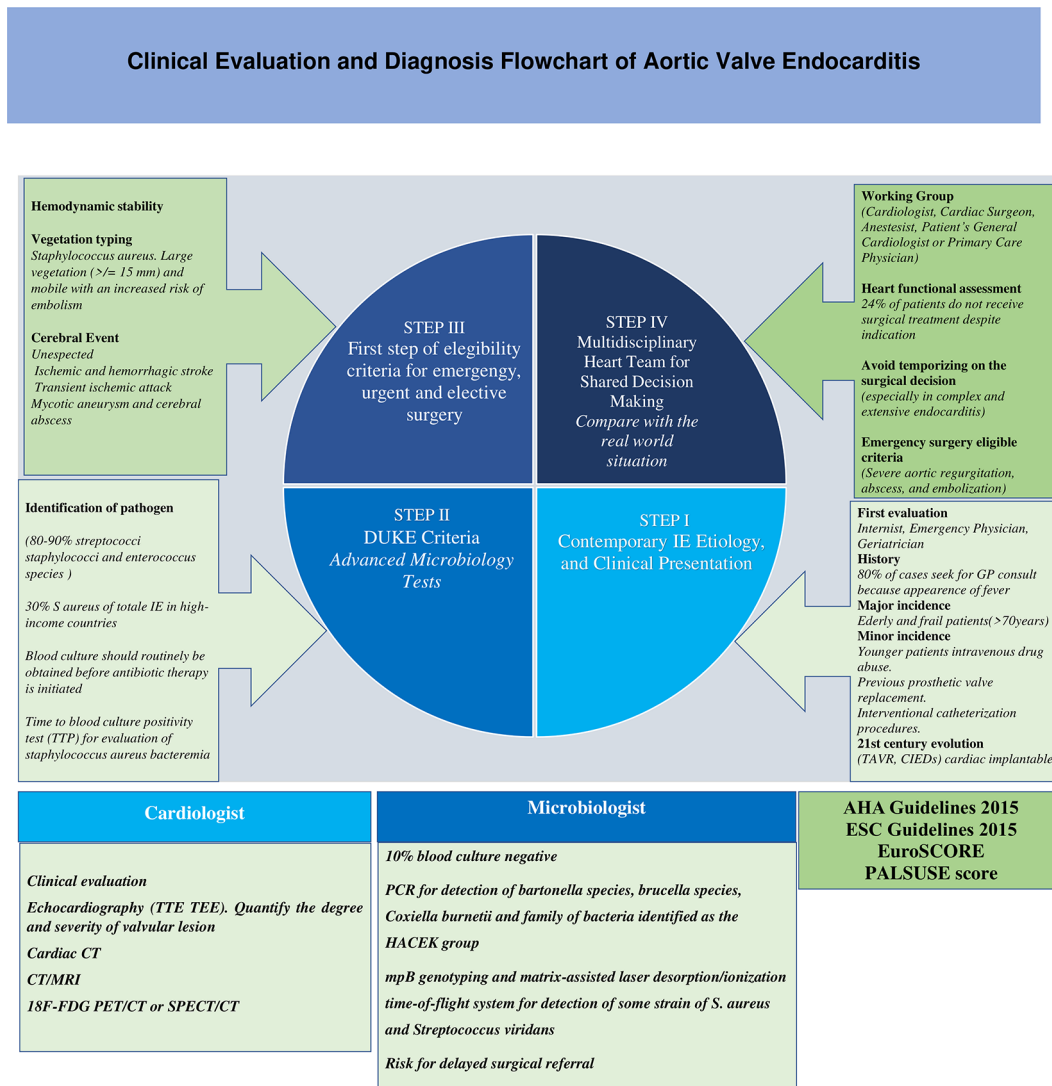 Clinical Evaluation and Diagnosis Flowchart of Aortic Valve Endocarditis
Hemodynamic stability
Vegetation typing
Staphylococcus aureus. Large
vegetation (>/= 15 mm) and
mobile with an increased risk of
embolism
Cerebral Event
Unespected
Ischemic and hemorrhagic stroke
Transient ischemic attack
Mycotic aneurysm and cerebral
abscess
STEP III
First step of elegibility
criteria for emergengy,
urgent and elective
surgery
STEP IV
Multidisciplinary
Heart Team for
Shared Decision
Making
Compare with the
real world
situation
Working Group
(Cardiologist, Cardiac Surgeon,
Anestesist, Patient's General
Cardiologist or Primary Care
Physician)
Heart functional assessment
24% of patients do not receive
surgical treatment despite
indication
Avoid temporizing on the
surgical decision
(especially in complex and
extensive endocarditis)
Emergency surgery eligible
criteria
(Severe aortic regurgitation,
abscess, and embolization)
Identification of pathogen
(80-90% streptococci
staphylococci and enterococcus
species )
30% S aureus of totale IE in high-
income countries
Blood culture should routinely be
obtained before antibiotic therapy
is initiated
Time to blood culture positivity
test (TTP) for evaluation of
staphylococcus aureus bacteremia
STEP II
DUKE Criteria
Advanced Microbiology
Tests
STEP I
Contemporary IE Etiology,
and Clinical Presentation
First evaluation
Internist, Emergency Physician,
Geriatrician
History
80% of cases seek for GP consult
because appearence of fever
Major incidence
Ederly and frail patients(>70years)
Minor incidence
Younger patients intravenous drug
abuse.
Previous prosthetic valve
replacement.
Interventional catheterization
procedures.
21st century evolution
(TAVR, CIEDs) cardiac implantable
Cardiologist
Clinical evaluation
Echocardiography (TTE TEE). Quantify the degree
and severity of valvular lesion
Cardiac CT
CT/MRI
18F-FDG PET/CT or SPECT/CT
Microbiologist
10% blood culture negative
PCR for detection of bartonella species, brucella species,
Coxiella burnetii and family of bacteria identified as the
HACEK group
mpB genotyping and matrix-assisted laser desorption/ionization
time-of-flight system for detection of some strain of S. aureus
and Streptococcus viridans
Risk for delayed surgical referral
AHA Guidelines 2015
ESC Guidelines 2015
EuroSCORE
PALSUSE score